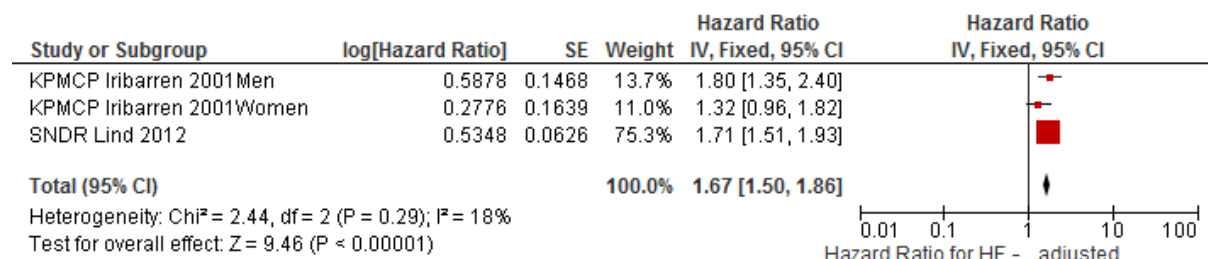 Hazard Ratio Hazard Ratio
Study or Subgroup log[Hazard Ratio] SE Weight IV, Fixed, 95% CI IV, Fixed, 95% CI
KPMCP Iribarren 2001Men 0.5878 0.1468 13.7% 1.80 [1.35, 2.40]
KPMCP Iribarren 2001Women 0.2776 0.1639 11.0% 1.32 [0.96, 1.82]
SNDR Lind 2012 0.5348 0.0626 75.3% 1.71 [1.51, 1.93]
Total (95% CI) 100.0% 1.67 [1.50, 1.86]
Heterogeneity: Chi² = 2.44, df = 2 (P = 0.29); I² = 18%
Test for overall effect: Z = 9.46 (P < 0.00001)
0.01 0.1 1 10 100
Hazard Ratio for HF - adjusted